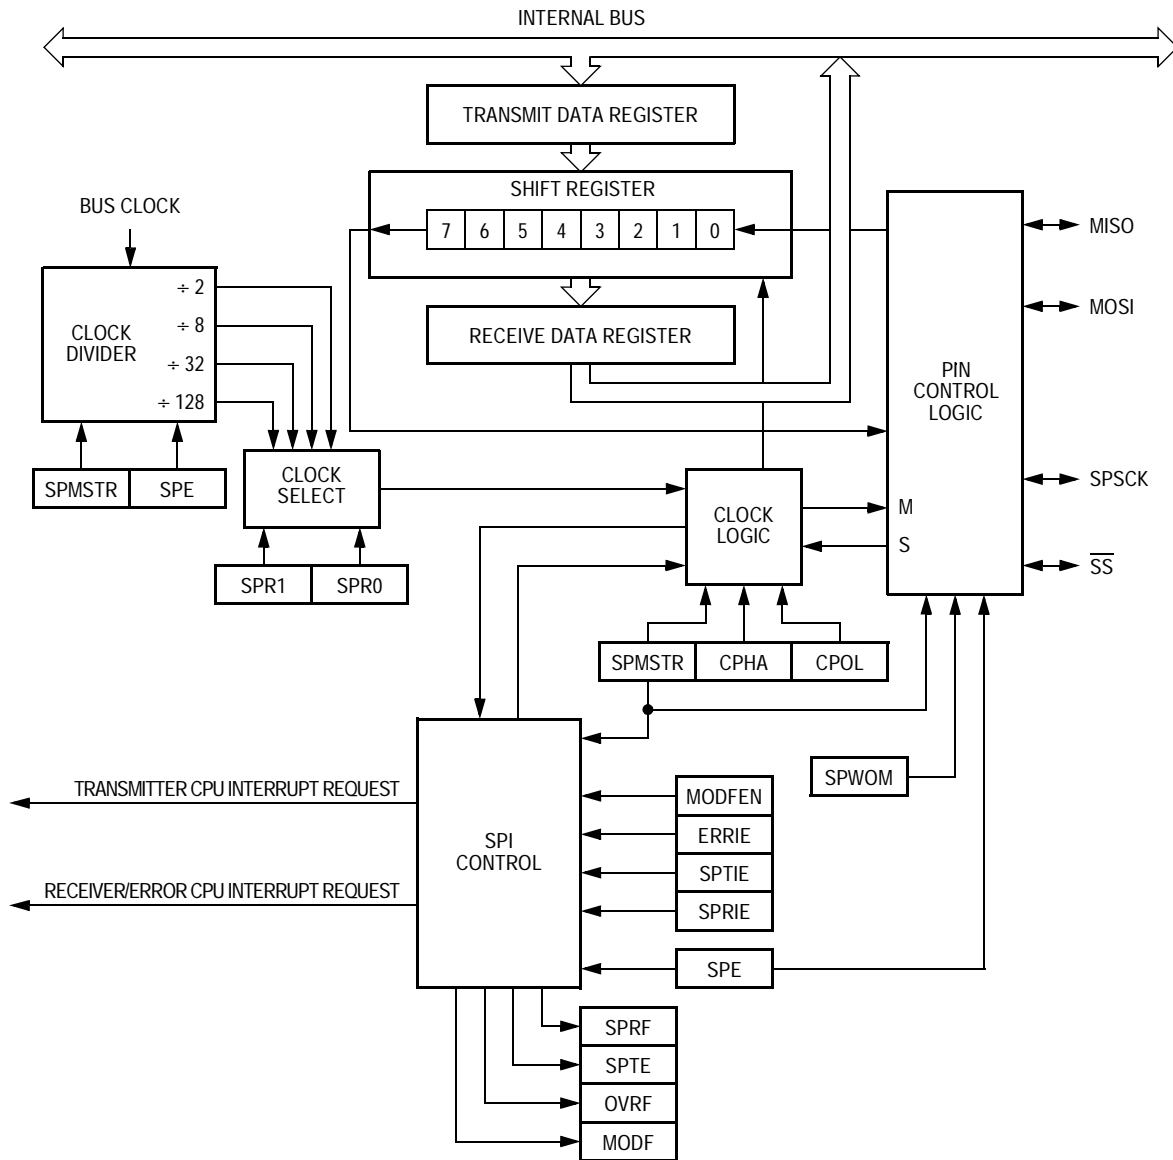 INTERNAL BUS
TRANSMIT DATA REGISTER
SHIFT REGISTER
7 6 5 4 3 2 1 0
RECEIVE DATA REGISTER
BUS CLOCK
CLOCK
DIVIDER
÷ 2
÷ 8
÷ 32
÷ 128
SPMSTR SPE
CLOCK
SELECT
SPR1 SPR0
CLOCK
LOGIC
M
S
PIN
CONTROL
LOGIC
MISO
MOSI
SPSCK
SS
SPMSTR CPHA CPOL
SPWOM
TRANSMITTER CPU INTERRUPT REQUEST
RECEIVER/ERROR CPU INTERRUPT REQUEST
SPI
CONTROL
MODFEN
ERRIE
SPTIE
SPRIE
SPE
SPRF
SPTE
OVRF
MODF